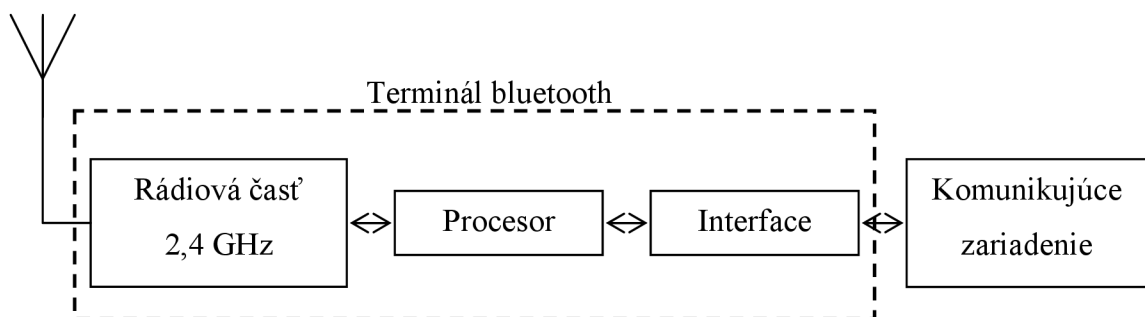 Terminál bluetooth
Rádiová časť
2,4 GHz
Procesor
Interface
Komunikujúce
zariadenie